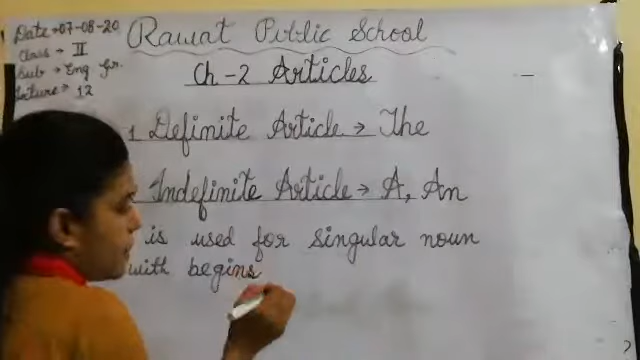 Date → 07-08-20
Class → II
Sub → Eng gr.
Lecture → 12
Rawat Public School
Ch-2 Articles
1 Definite Article → The
Indefinite Article → A, An
is used for singular noun
with begins